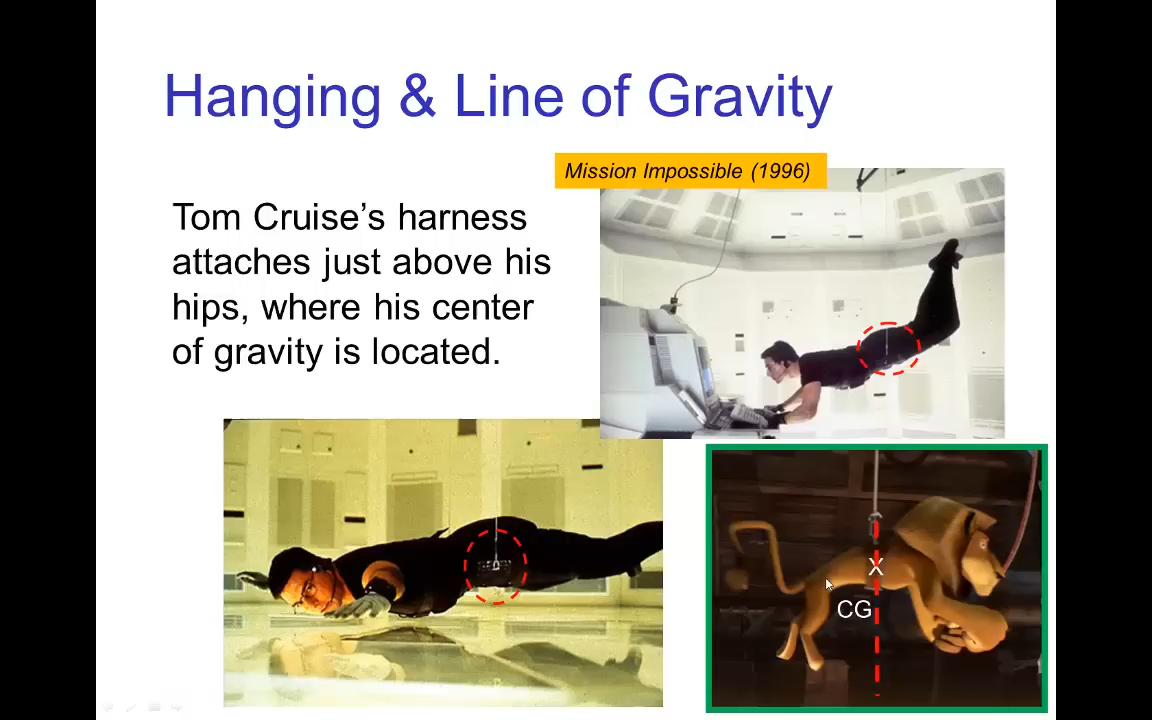 Hanging & Line of Gravity
Mission Impossible (1996)
Tom Cruise’s harness
attaches just above his
hips, where his center
of gravity is located.
X
CG